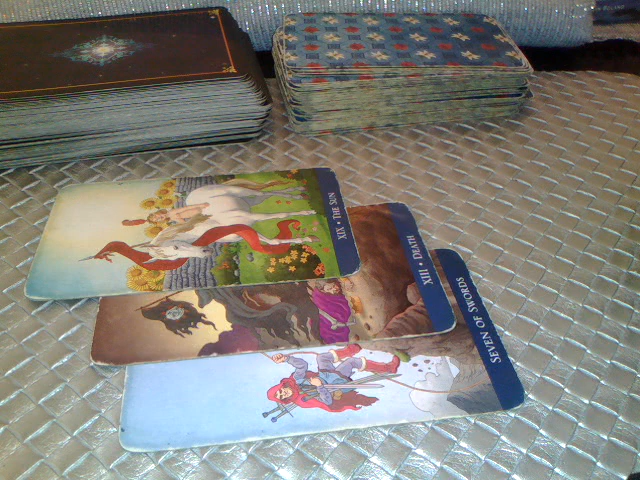 XIX • THE SUN
XIII • DEATH
SEVEN OF SWORDS